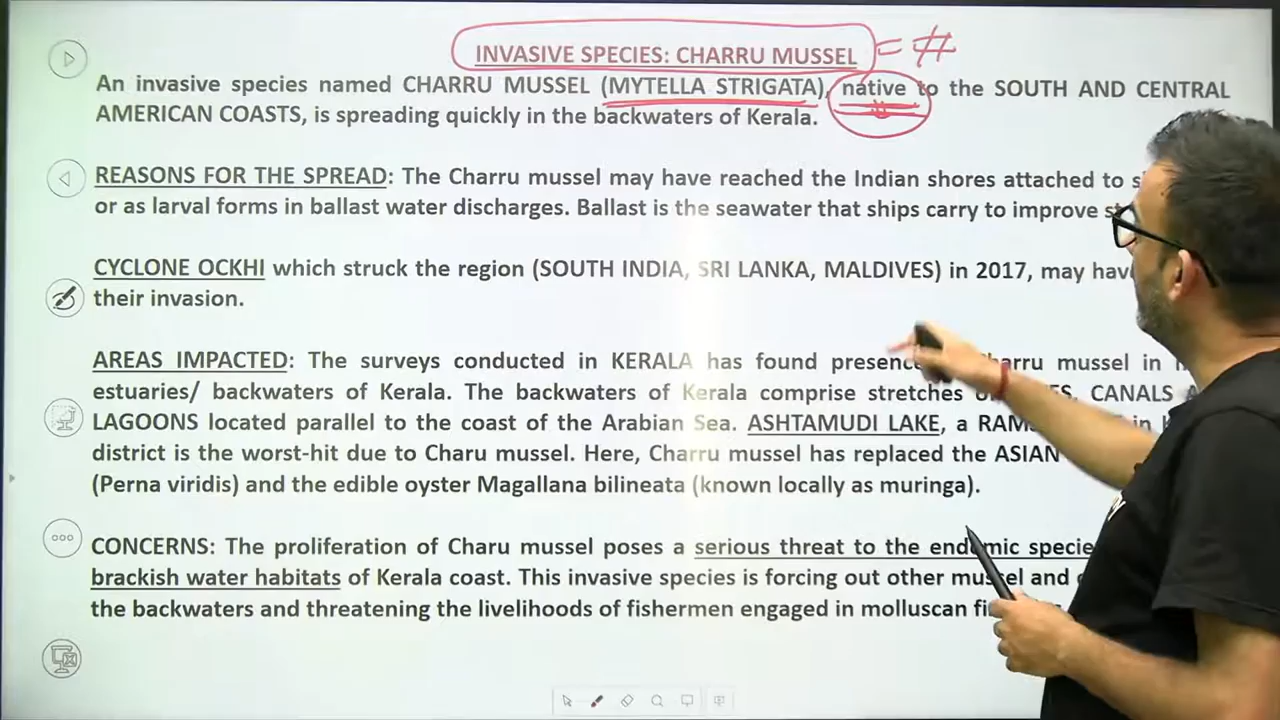 INVASIVE SPECIES: CHARRU MUSSEL = #
An invasive species named CHARRU MUSSEL (MYTELLA STRIGATA), native to the SOUTH AND CENTRAL
AMERICAN COASTS, is spreading quickly in the backwaters of Kerala.
REASONS FOR THE SPREAD: The Charru mussel may have reached the Indian shores attached to
or as larval forms in ballast water discharges. Ballast is the seawater that ships carry to improve
CYCLONE OCKHI which struck the region (SOUTH INDIA, SRI LANKA, MALDIVES) in 2017, may
their invasion.
AREAS IMPACTED: The surveys conducted in KERALA has found mussel in
estuaries/ backwaters of Kerala. The backwaters of Kerala comprise stretches CANALS
LAGOONS located parallel to the coast of the Arabian Sea. ASHTAMUDI LAKE, a in
district is the worst-hit due to Charu mussel. Here, Charru mussel has replaced the ASIAN
(Perna viridis) and the edible oyster Magallana bilineata (known locally as muringa).
CONCERNS: The proliferation of Charu mussel poses a serious threat to the endemic
brackish water habitats of Kerala coast. This invasive species is forcing out other mussel and
the backwaters and threatening the livelihoods of fishermen engaged in molluscan